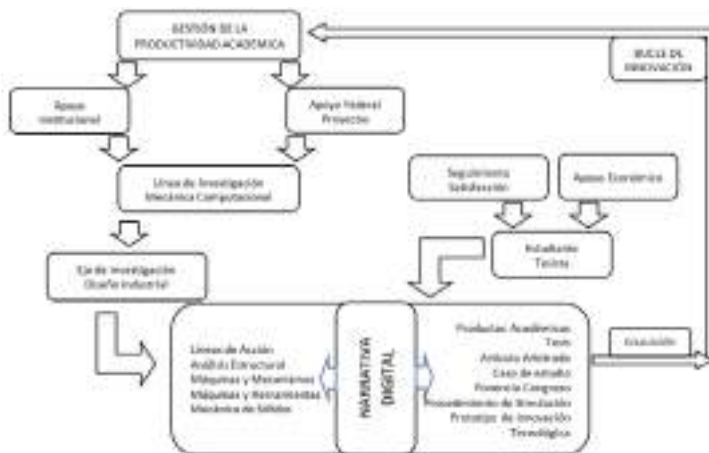 GESTIÓN DE LA
PRODUCTIVIDAD ACADÉMICA
BUCLE DE
INNOVACIÓN
Apoyo
Institucional
Apoyo Federal
Proyectos
Línea de Investigación
Mecánica Computacional
Seguimiento
Satisfacción
Apoyo Económico
Estudiante
Tesista
Eje de Investigación
Diseño Industrial
Líneas de Acción
Análisis Estructural
Máquinas y Mecanismos
Máquinas y Herramientas
Mecánica de Sólidos
NARRATIVA
DIGITAL
Productos Académicos
Tesis
Artículo Arbitrado
Caso de estudio
Ponencia Congreso
Procedimiento de Simulación
Prototipo de Innovación
Tecnológica